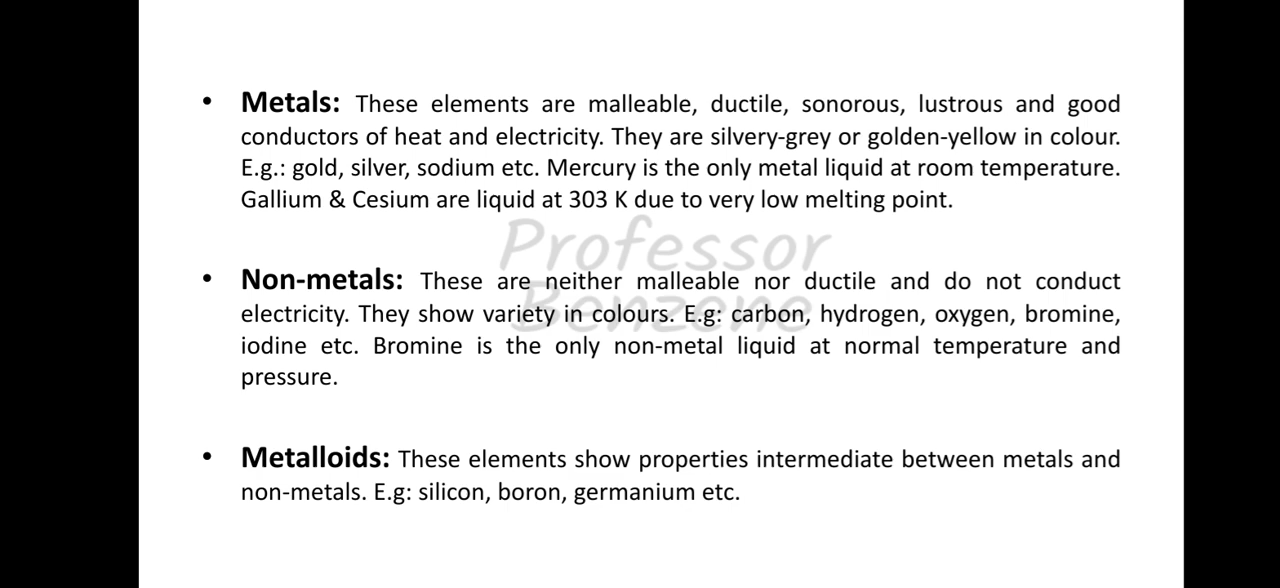 • Metals: These elements are malleable, ductile, sonorous, lustrous and good
conductors of heat and electricity. They are silvery-grey or golden-yellow in colour.
E.g.: gold, silver, sodium etc. Mercury is the only metal liquid at room temperature.
Gallium & Cesium are liquid at 303 K due to very low melting point.
Professor
• Non-metals: These are neither malleable nor ductile and do not conduct
Benzene
electricity. They show variety in colours. E.g: carbon, hydrogen, oxygen, bromine,
iodine etc. Bromine is the only non-metal liquid at normal temperature and
pressure.
• Metalloids: These elements show properties intermediate between metals and
non-metals. E.g: silicon, boron, germanium etc.